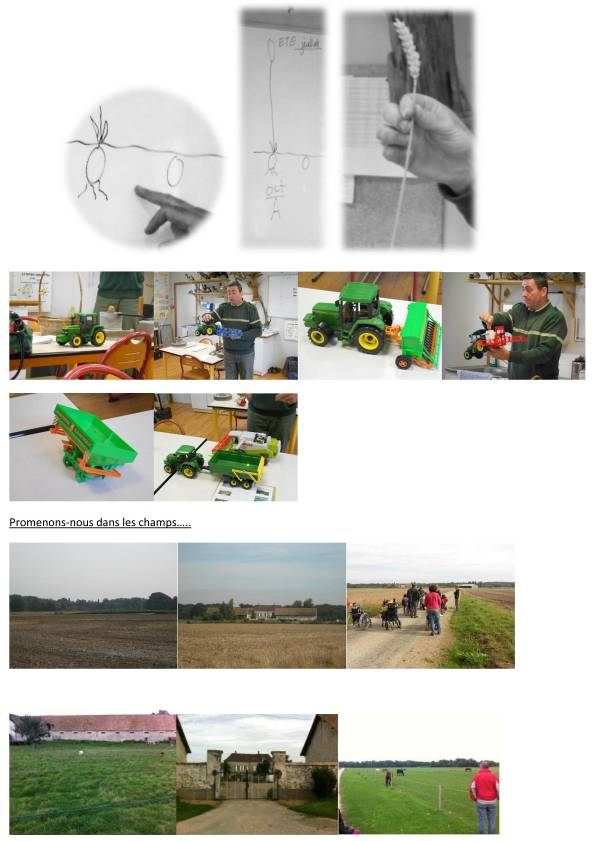 ETE juillet
oct
A
Promenons-nous dans les champs…..